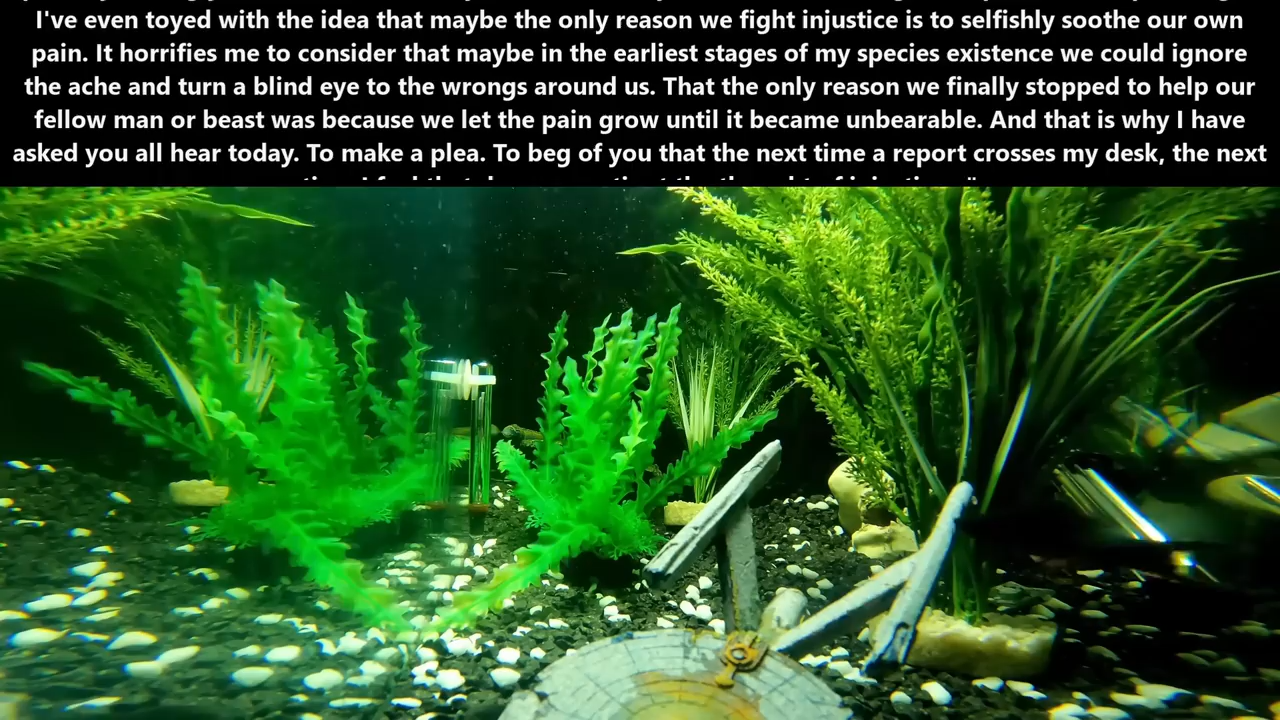 I've even toyed with the idea that maybe the only reason we fight injustice is to selfishly soothe our own
pain. It horrifies me to consider that maybe in the earliest stages of my species existence we could ignore
the ache and turn a blind eye to the wrongs around us. That the only reason we finally stopped to help our
fellow man or beast was because we let the pain grow until it became unbearable. And that is why I have
asked you all hear today. To make a plea. To beg of you that the next time a report crosses my desk, the next